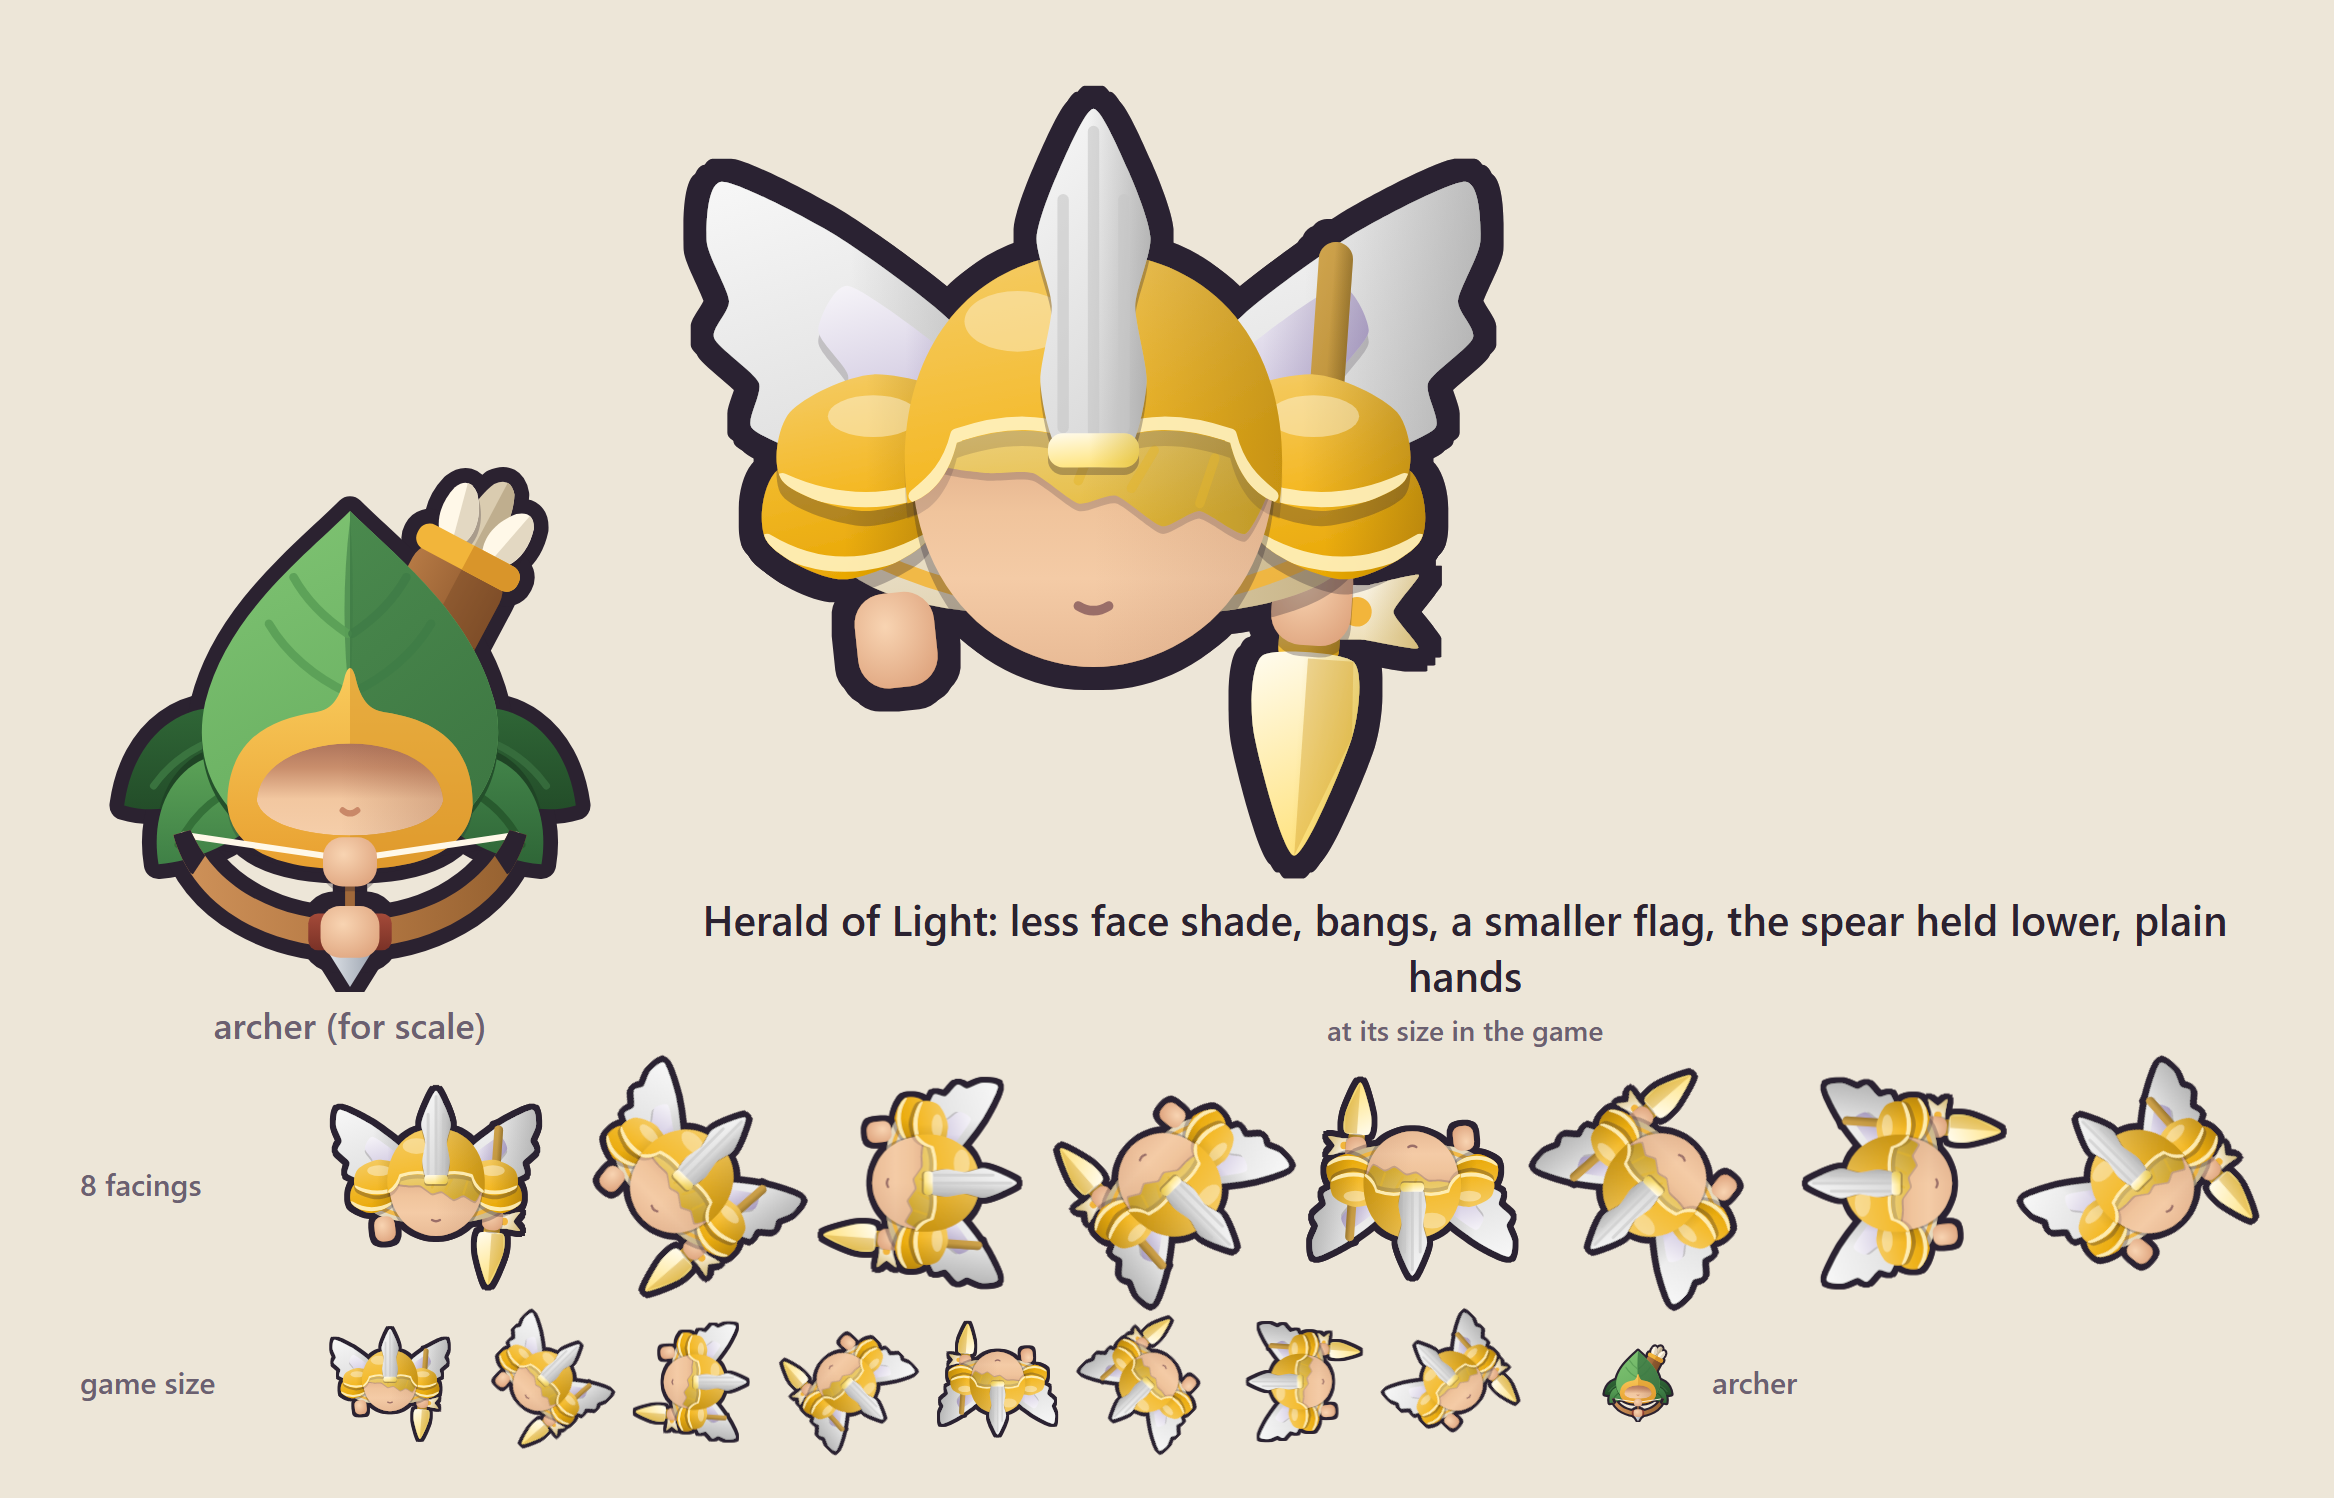 Herald of Light: less face shade, bangs, a smaller flag, the spear held lower, plain
hands
archer (for scale)
at its size in the game
8 facings
game size
archer